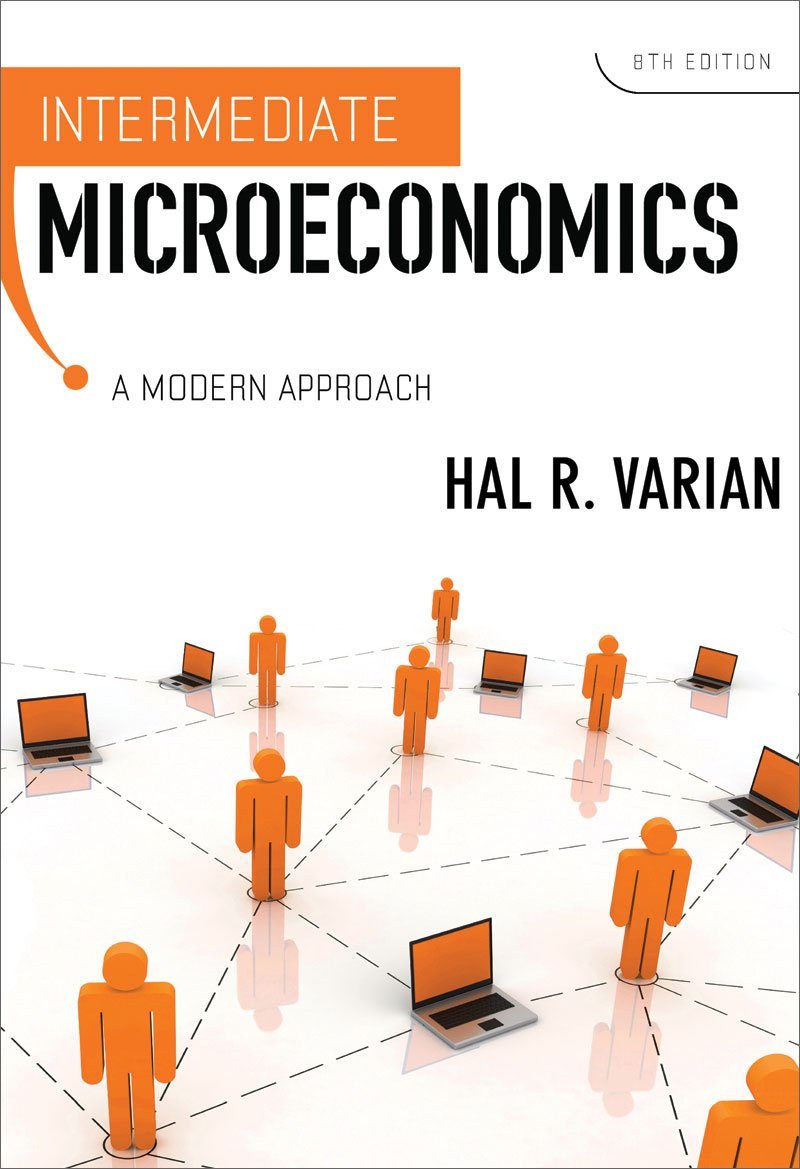 8TH EDITION
INTERMEDIATE
MICROECONOMICS
A MODERN APPROACH
HAL R. VARIAN